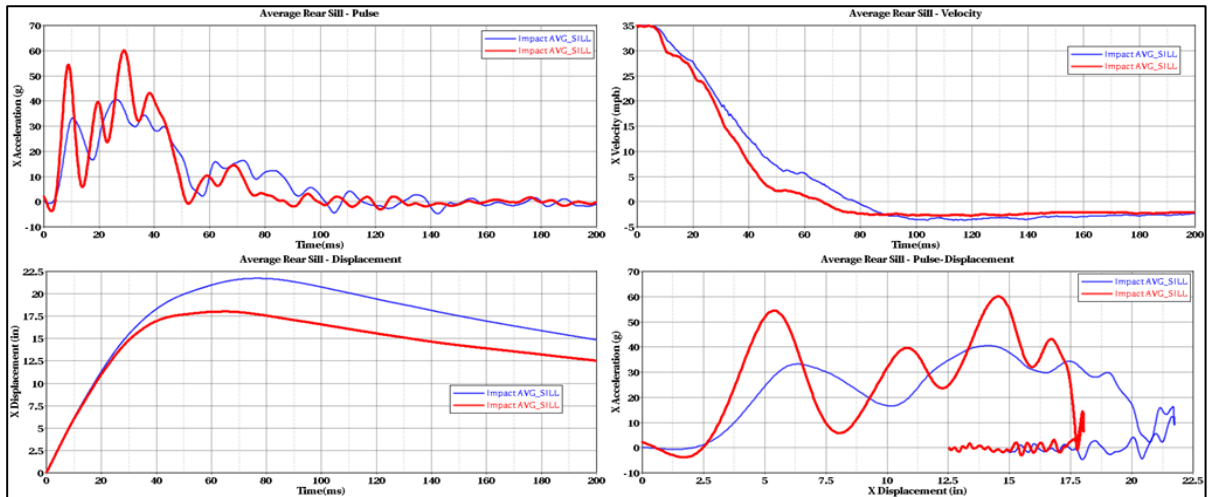 Average Rear Sill - Pulse
X Acceleration (g)
70
60
50
40
30
20
10
0
-10
0 20 40 60 80 100 120 140 160 180 200
Time(ms)
Impact AVG_SILL
Impact AVG_SILL
Average Rear Sill - Velocity
X Velocity (mph)
35
30
25
20
15
10
5
0
-5
0 20 40 60 80 100 120 140 160 180 200
Time(ms)
Impact AVG_SILL
Impact AVG_SILL
Average Rear Sill - Displacement
X Displacement (in)
22.5
20
17.5
15
12.5
10
7.5
5
2.5
0
0 20 40 60 80 100 120 140 160 180 200
Time(ms)
Impact AVG_SILL
Impact AVG_SILL
Average Rear Sill - Pulse-Displacement
X Acceleration (g)
70
60
50
40
30
20
10
0
-10
0 2.5 5 7.5 10 12.5 15 17.5 20 22.5
X Displacement (in)
Impact AVG_SILL
Impact AVG_SILL